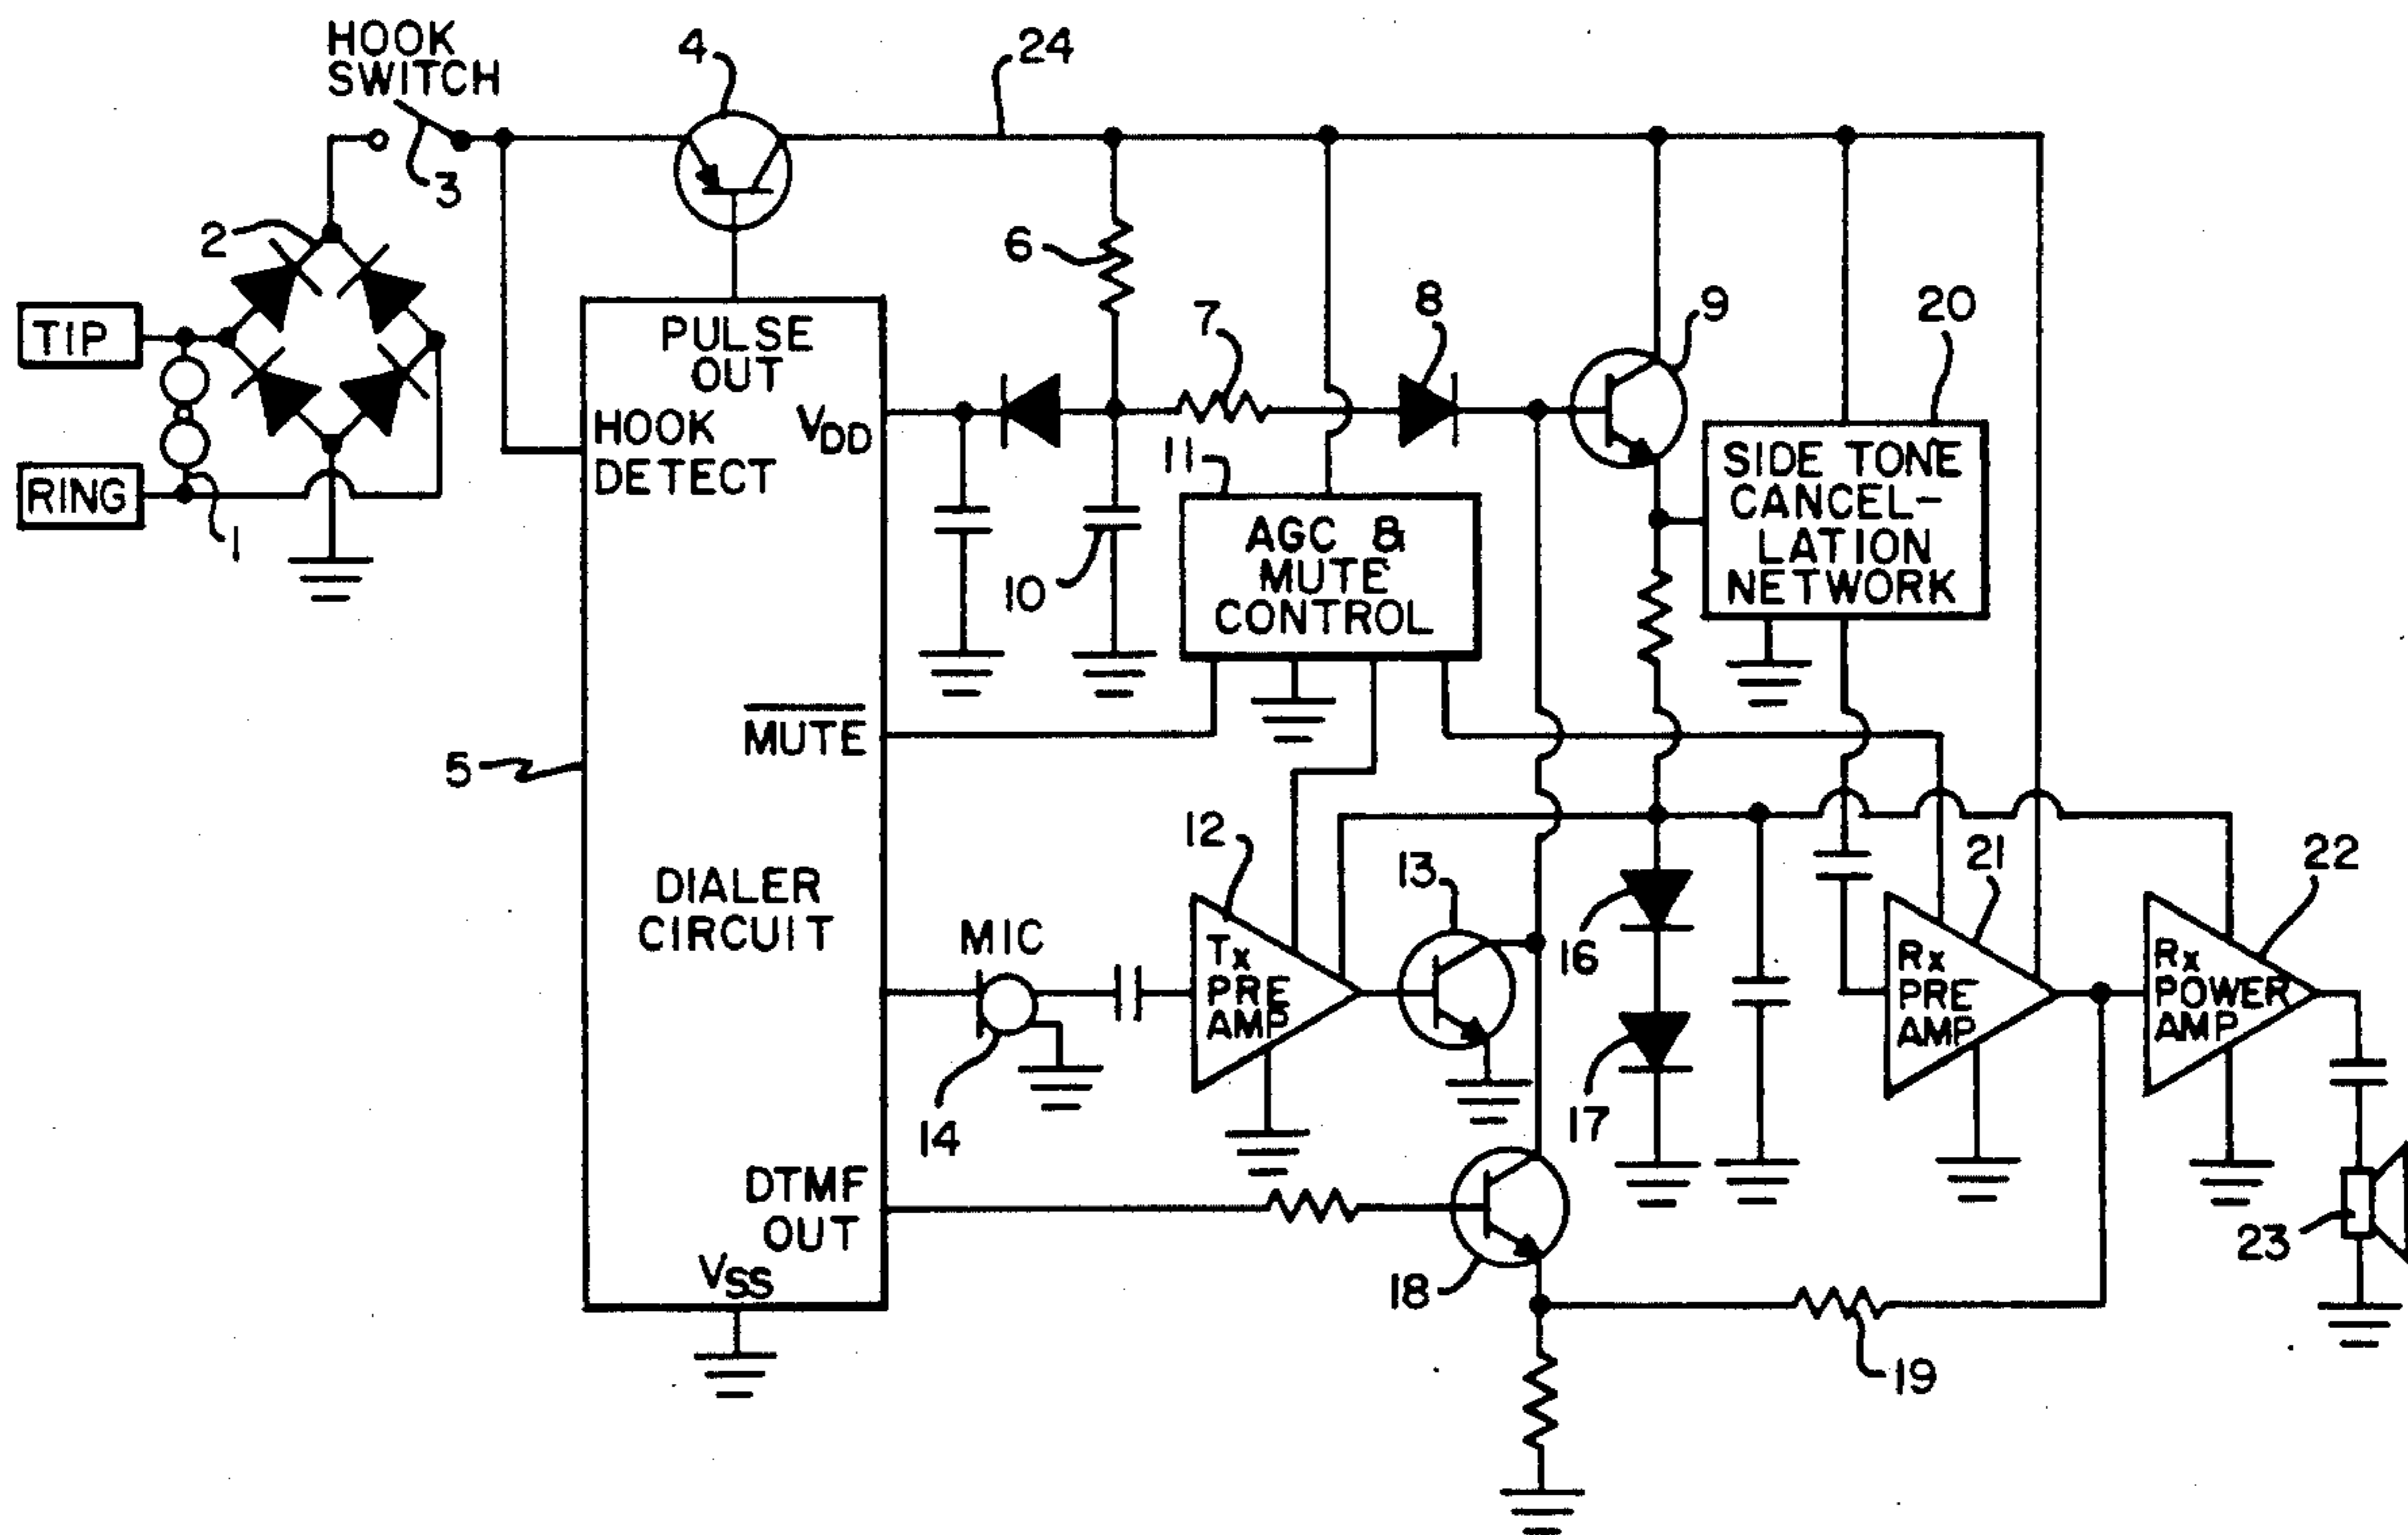 HOOK
SWITCH
4
24
3
2
TIP
RING
1
6
7
8
9
20
PULSE
OUT
HOOK
DETECT
VDD
10
11
AGC &
MUTE
CONTROL
SIDE TONE
CANCEL-
LATION
NETWORK
MUTE
5
DIALER
CIRCUIT
MIC
14
12
Tx
PRE
AMP
13
16
17
21
Rx
PRE
AMP
22
Rx
POWER
AMP
DTMF
OUT
VSS
18
19
23